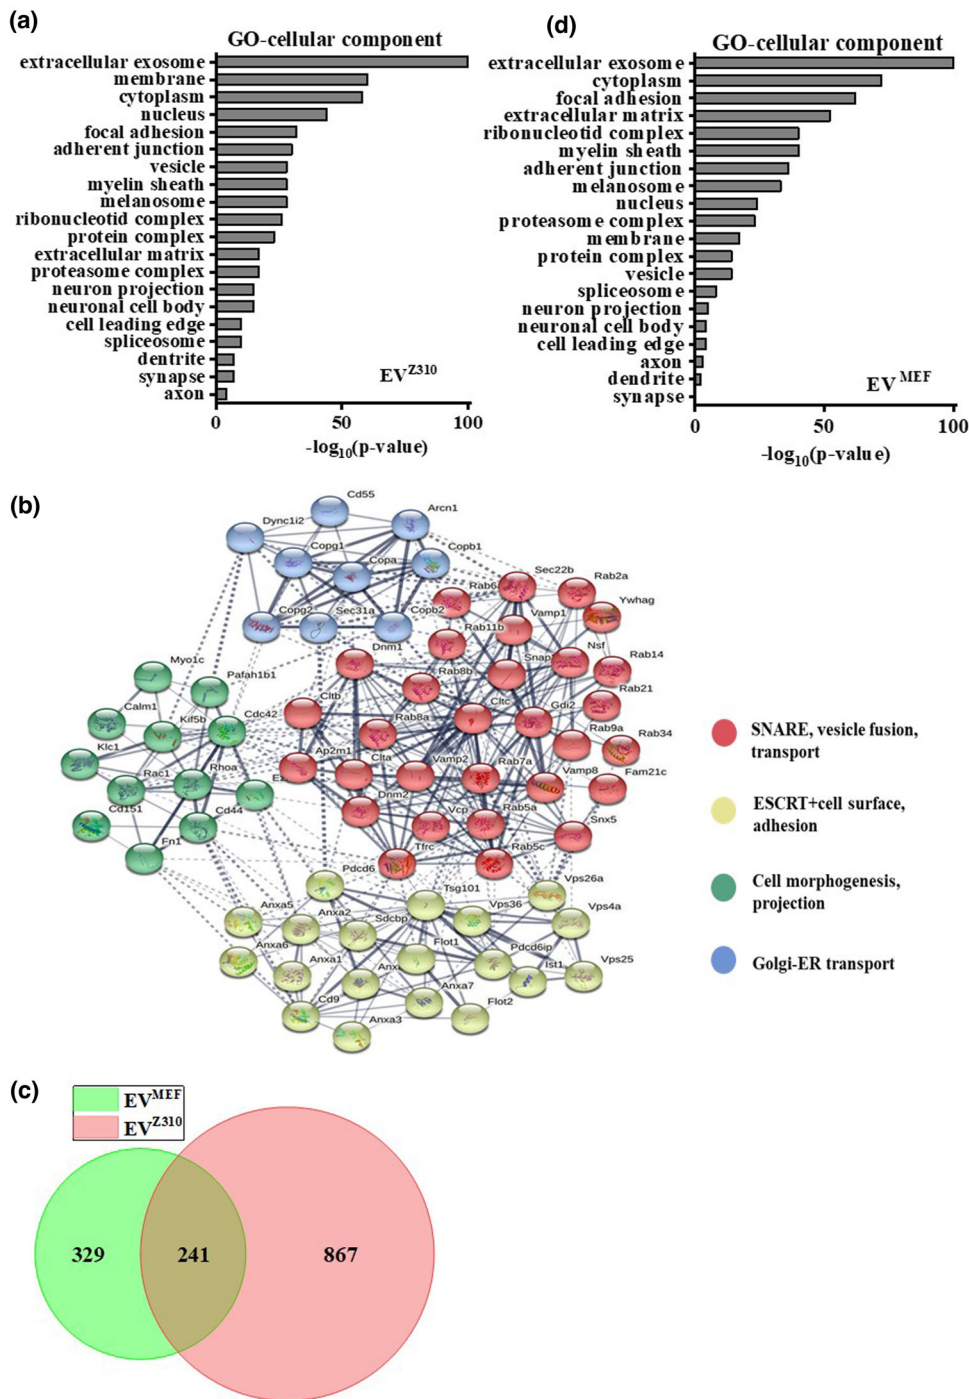 (a)
GO-cellular component
extracellular exosome
membrane
cytoplasm
nucleus
focal adhesion
adherent junction
vesicle
myelin sheath
melanosome
ribonucleotid complex
protein complex
extracellular matrix
proteasome complex
neuron projection
neuronal cell body
cell leading edge
spliceosome
dentrite
synapse
axon
EV^Z310
0 50 100
-log10(p-value)
(d)
GO-cellular component
extracellular exosome
cytoplasm
focal adhesion
extracellular matrix
ribonucleotid complex
myelin sheath
adherent junction
melanosome
nucleus
proteasome complex
membrane
protein complex
vesicle
spliceosome
neuron projection
neuronal cell body
cell leading edge
axon
dendrite
synapse
EV^MEF
0 50 100
-log10(p-value)
(b)
Cd55
Dync1i2
Arcn1
Copg1
Copa
Copb1
Copg2
Sec31a
Copb2
Sec22b
Rab2a
Rab6
Vamp1
Ywhag
Rab11b
Nsf
Dnm1
Snap
Rab14
Rab8b
Rab21
Cltb
Cltc
Gdi2
Rab9a
Rab34
Rab8a
Ap2m1
Clta
Vamp2
Rab7a
Vamp8
Fam21c
Dnm2
Vcp
Rab5a
Snx5
Tfrc
Rab5c
Myo1c
Pafah1b1
Calm1
Kif5b
Cdc42
Klc1
Rac1
Rhoa
Ez
Cd151
Cd44
Fn1
Pdcd6
Tsg101
Vps26a
Anxa5
Anxa2
Sdcbp
Vps36
Vps4a
Anxa6
Anxa1
Flot1
Pdcd6ip
Anx
Ist1
Vps25
Cd9
Anxa7
Flot2
Anxa3
SNARE, vesicle fusion,
transport
ESCRT+cell surface,
adhesion
Cell morphogenesis,
projection
Golgi-ER transport
(c)
EV^MEF
EV^Z310
329 241 867